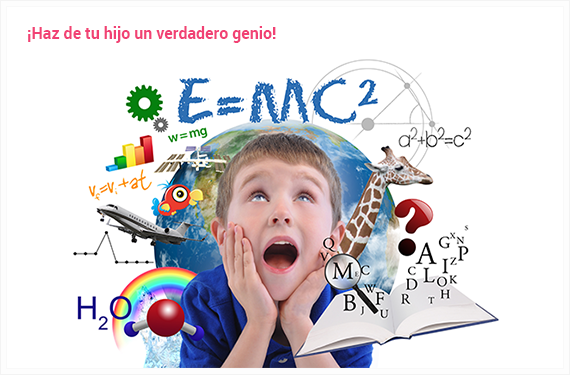 ¡Haz de tu hijo un verdadero genio!
E=MC²
a²+b²=c²
w=mg
H₂O
?
Q
V
M
C
B
J
W
F
U
R
D
C
A
L
T
O
H
I
K
Z
G
X
N
P
S